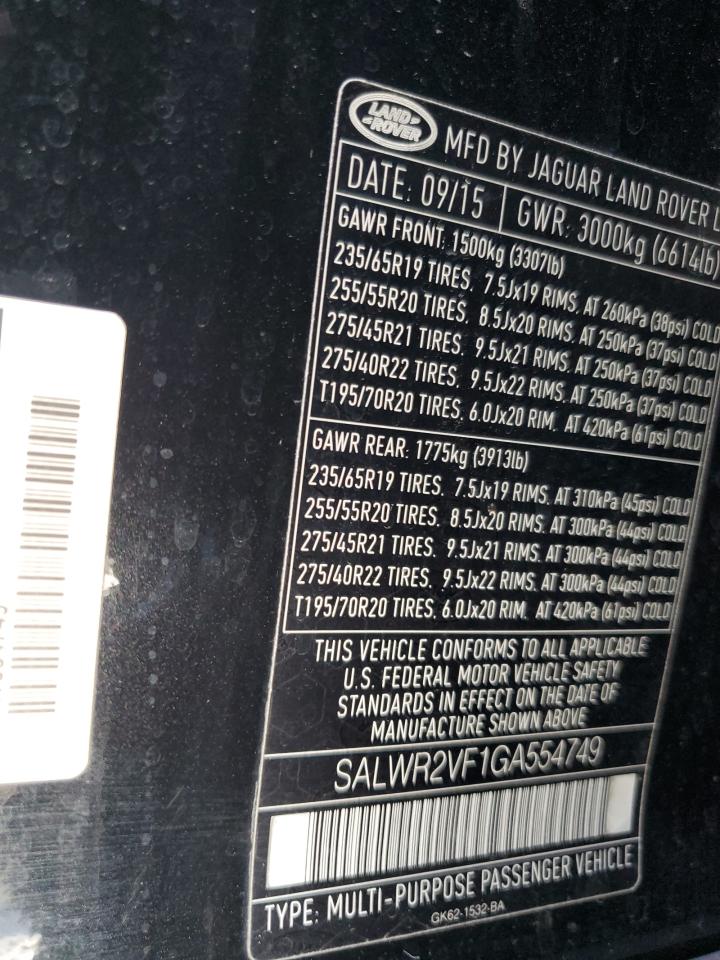 LAND ROVER
MFD BY JAGUAR LAND ROVER
DATE: 09/15 GWR: 3000kg (6614lb)
GAWR FRONT: 1500kg (3307lb)
235/65R19 TIRES, 7.5Jx19 RIMS, AT 260kPa (38psi) COLD
255/55R20 TIRES, 8.5Jx20 RIMS, AT 250kPa (37psi) COLD
275/45R21 TIRES, 9.5Jx21 RIMS, AT 250kPa (37psi) COLD
275/40R22 TIRES, 9.5Jx22 RIMS, AT 250kPa (37psi) COLD
T195/70R20 TIRES, 6.0Jx20 RIM, AT 420kPa (61psi) COLD
GAWR REAR: 1775kg (3913lb)
235/65R19 TIRES, 7.5Jx19 RIMS, AT 310kPa (45psi) COLD
255/55R20 TIRES, 8.5Jx20 RIMS, AT 300kPa (44psi) COLD
275/45R21 TIRES, 9.5Jx21 RIMS, AT 300kPa (44psi) COLD
275/40R22 TIRES, 9.5Jx22 RIMS, AT 300kPa (44psi) COLD
T195/70R20 TIRES, 6.0Jx20 RIM, AT 420kPa (61psi) COLD
THIS VEHICLE CONFORMS TO ALL APPLICABLE
U.S. FEDERAL MOTOR VEHICLE SAFETY
STANDARDS IN EFFECT ON THE DATE OF
MANUFACTURE SHOWN ABOVE
SALWR2VF1GA554749
TYPE: MULTI-PURPOSE PASSENGER VEHICLE
GK62-1532-BA